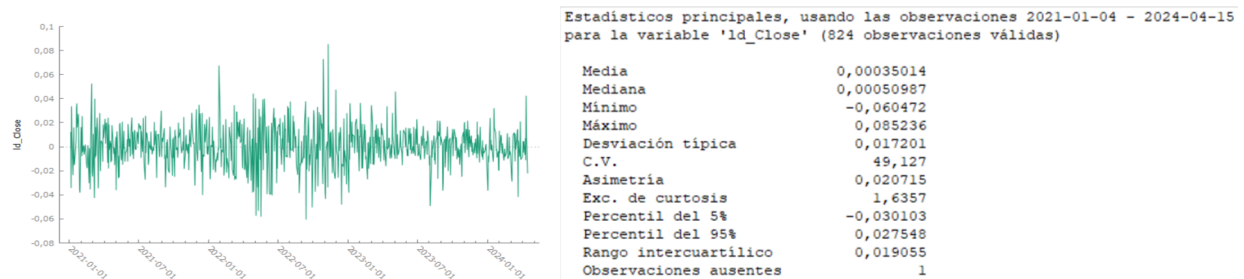 0,1
0,08
0,06
0,04
0,02
0
-0,02
-0,04
-0,06
-0,08
ld_Close
2021-01-01
2021-07-01
2022-01-01
2022-07-01
2023-01-01
2023-07-01
2024-01-01
Estadísticos principales, usando las observaciones 2021-01-04 - 2024-04-15
para la variable 'ld_Close' (824 observaciones válidas)
Media 0,00035014
Mediana 0,00050987
Mínimo -0,060472
Máximo 0,085236
Desviación típica 0,017201
C.V. 49,127
Asimetría 0,020715
Exc. de curtosis 1,6357
Percentil del 5% -0,030103
Percentil del 95% 0,027548
Rango intercuartílico 0,019055
Observaciones ausentes 1